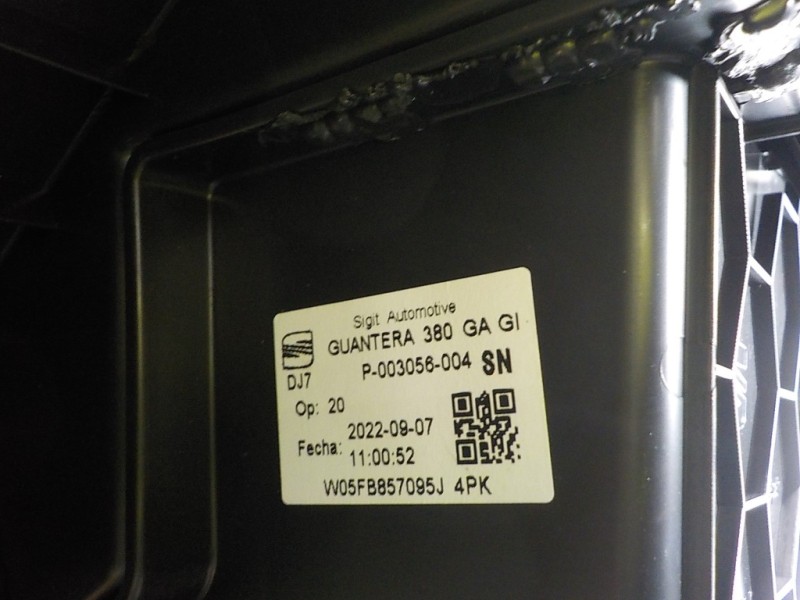 Sigit Automotive
GUANTERA 380 GA GI
DJ7 P-003056-004 SN
Op: 20
Fecha: 2022-09-07
11:00:52
W05FB857095J 4PK